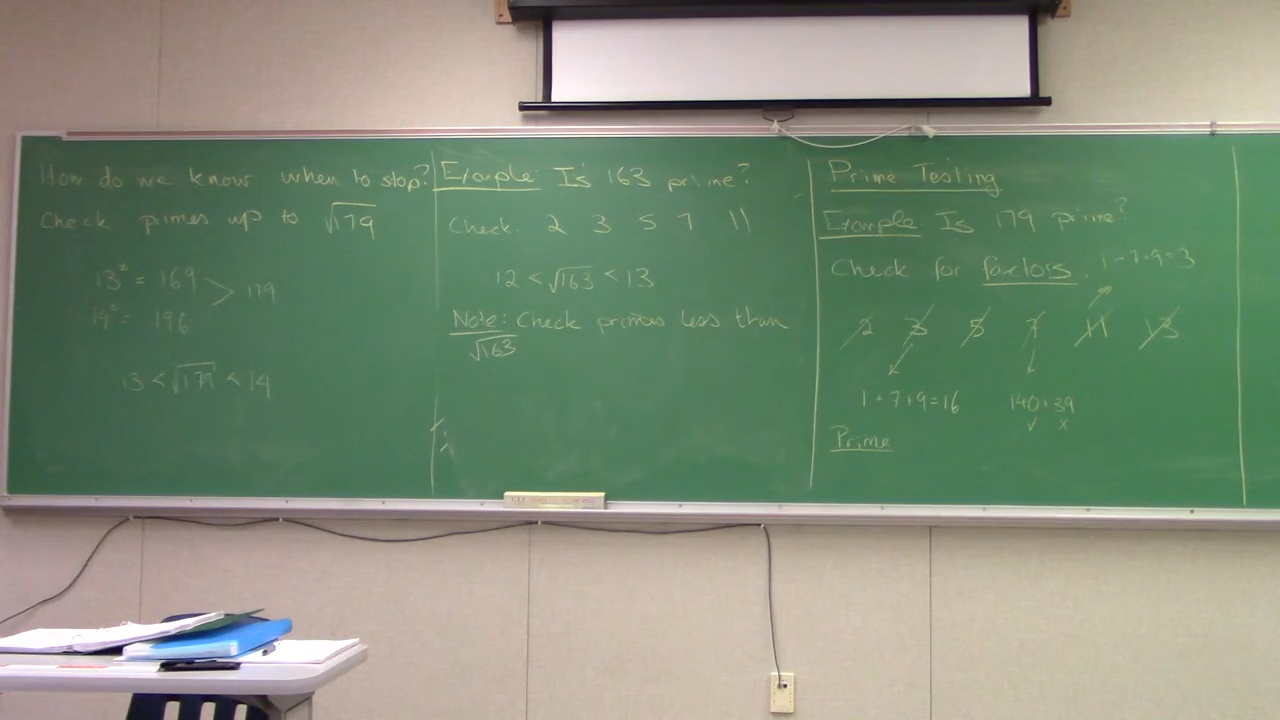 How do we know when to stop?
Check primes up to √179
13² = 169
179
19² = 196
13 < √179 < 14
Example: Is 163 prime?
Check: 2 3 5 7 11
12 < √163 < 13
Note: Check primes less than
√163
Prime Testing
Example: Is 179 prime?
Check for factors.
1-7+9=3
2 3 5 7 11 13
1+7+9=16
140+39
✓ x
Prime